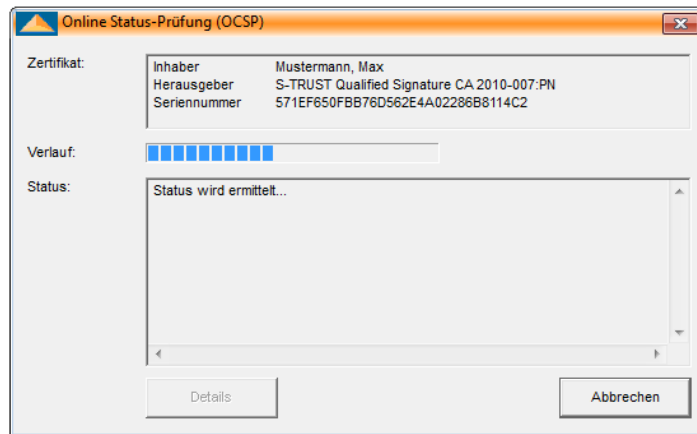 Online Status-Prüfung (OCSP)
Zertifikat:
Inhaber Mustermann, Max
Herausgeber S-TRUST Qualified Signature CA 2010-007:PN
Seriennummer 571EF650FBB76D562E4A02286B8114C2
Verlauf:
Status:
Status wird ermittelt...
Details
Abbrechen